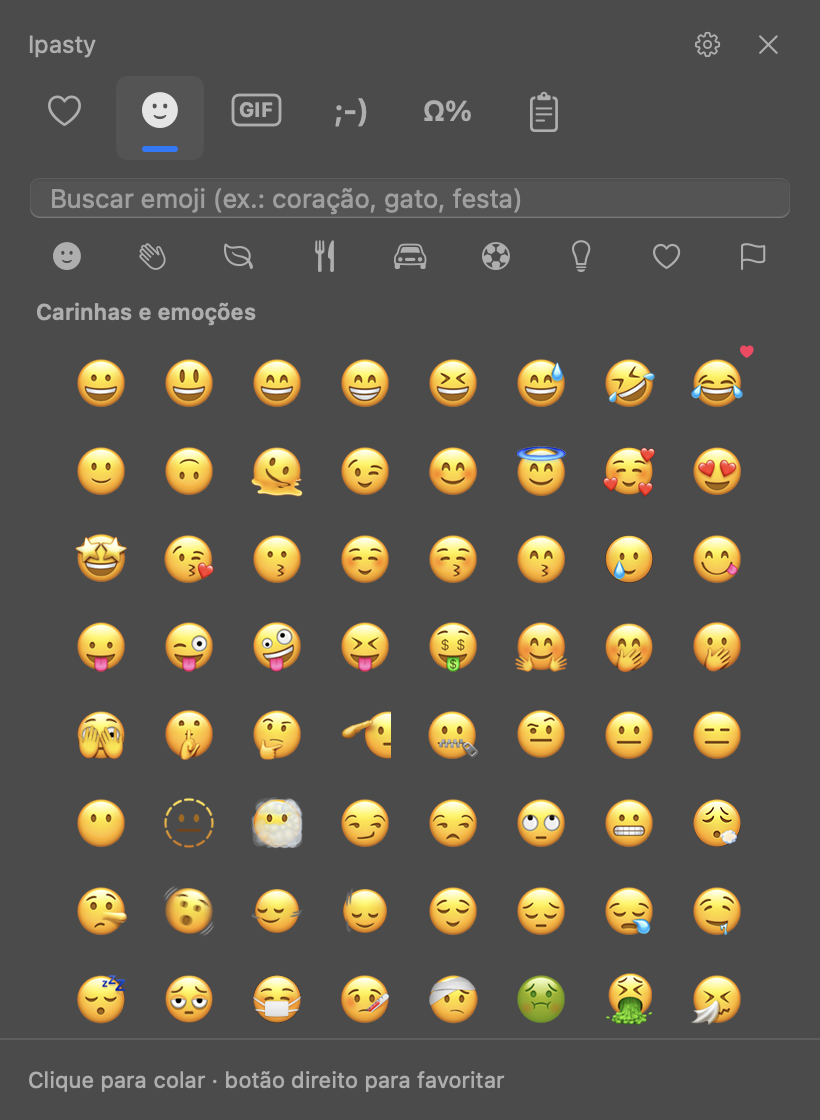 Ipasty
GIF
;-)
Ω%
Buscar emoji (ex.: coração, gato, festa)
Carinhas e emoções
Clique para colar · botão direito para favoritar